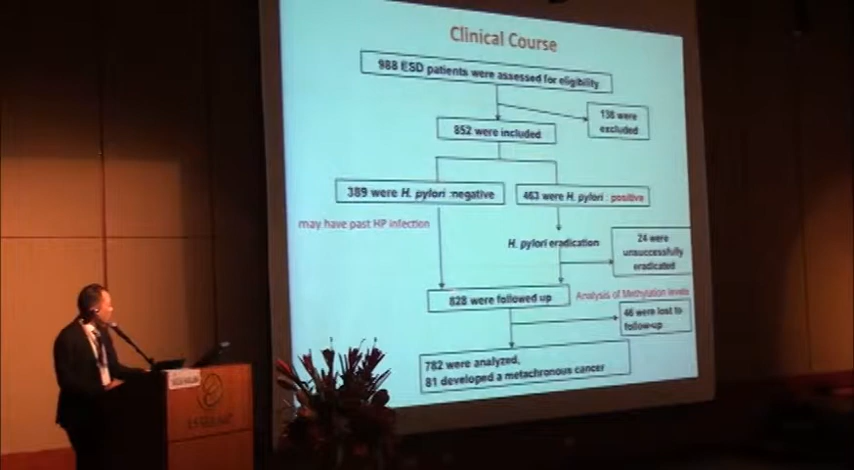 Clinical Course
988 ESD patients were assessed for eligibility
136 were
excluded
852 were included
389 were H. pylori negative
463 were H. pylori positive
may have past HP infection
H. pylori eradication
24 were
unsuccessfully
eradicated
828 were followed up
Analysis of Methylation levels
46 were lost to
follow-up
782 were analyzed,
81 developed a metachronous cancer